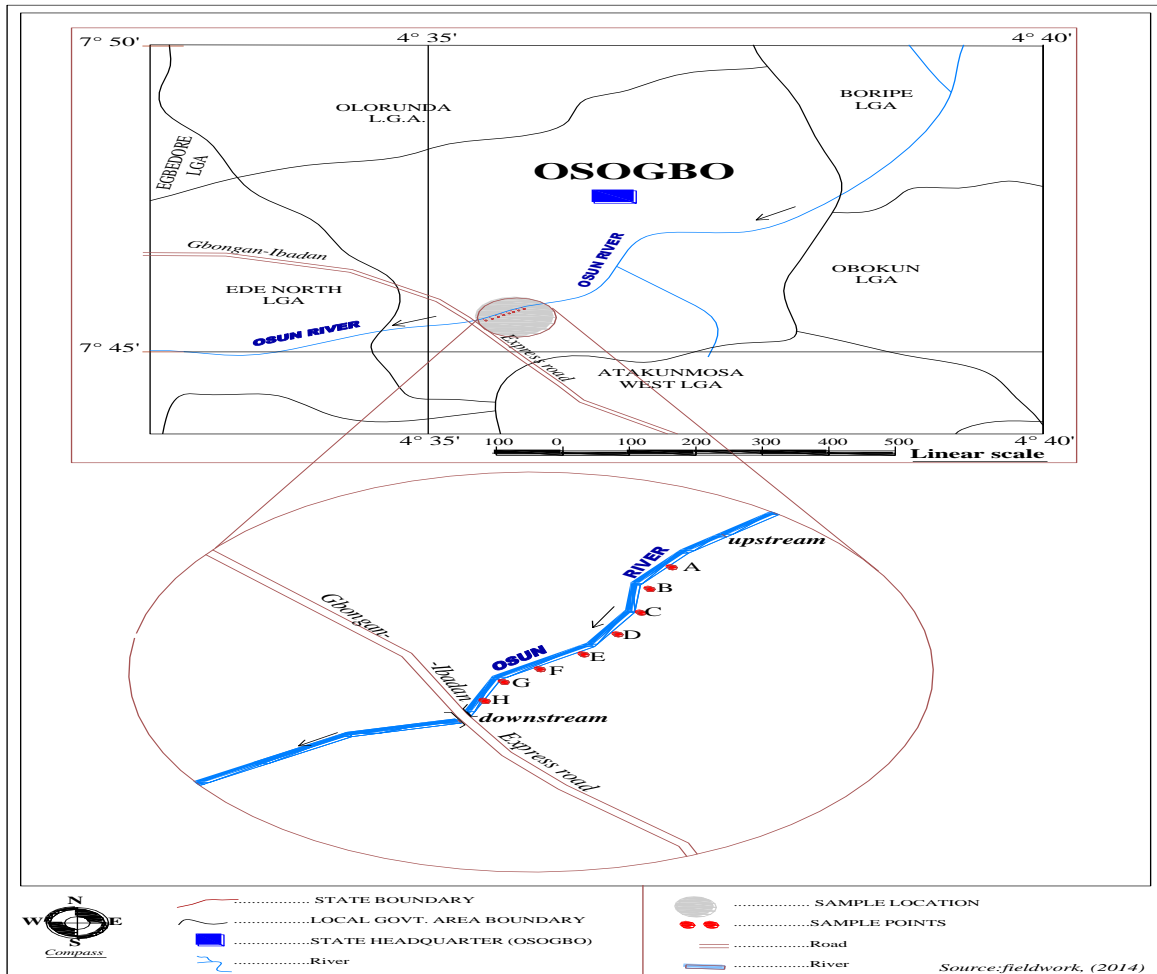 7° 50'
4° 35'
4° 40'
OLORUNDA
L.G.A.
BORIPE
LGA
EGBEDORE
LGA
OSOGBO
Gbongan-Ibadan
OSUN RIVER
OBOKUN
LGA
EDE NORTH
LGA
OSUN RIVER
Express road
7° 45'
ATAKUNMOSA
WEST LGA
4° 35'
4° 40'
100 0 100 200 300 400 500
Linear scale
upstream
RIVER
A
B
C
D
E
F
G
H
OSUN
Gbongan-
-Ibadan
downstream
Express road
N
W E
S
Compass
STATE BOUNDARY
LOCAL GOVT. AREA BOUNDARY
STATE HEADQUARTER (OSOGBO)
River
SAMPLE LOCATION
SAMPLE POINTS
Road
River
Source:fieldwork, (2014)